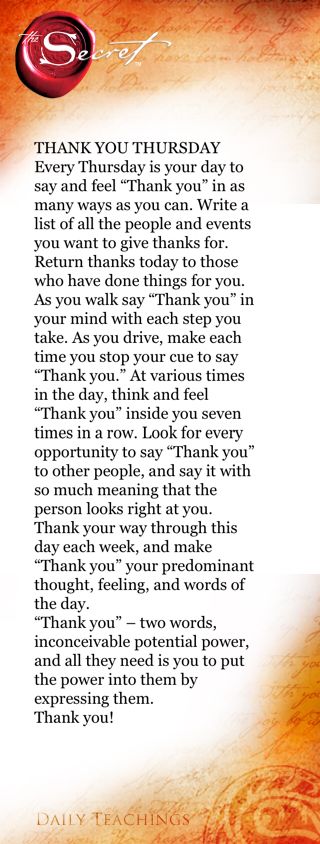 the Secret™
THANK YOU THURSDAY
Every Thursday is your day to
say and feel “Thank you” in as
many ways as you can. Write a
list of all the people and events
you want to give thanks for.
Return thanks today to those
who have done things for you.
As you walk say “Thank you” in
your mind with each step you
take. As you drive, make each
time you stop your cue to say
“Thank you.” At various times
in the day, think and feel
“Thank you” inside you seven
times in a row. Look for every
opportunity to say “Thank you”
to other people, and say it with
so much meaning that the
person looks right at you.
Thank your way through this
day each week, and make
“Thank you” your predominant
thought, feeling, and words of
the day.
“Thank you” – two words,
inconceivable potential power,
and all they need is you to put
the power into them by
expressing them.
Thank you!
DAILY TEACHINGS